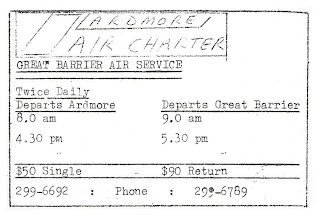 ARDMORE
AIR CHARTER
GREAT BARRIER AIR SERVICE
Twice Daily
Departs Ardmore Departs Great Barrier
8.0 am 9.0 am
4.30 pm 5.30 pm
$50 Single $90 Return
299-6692 : Phone : 299-6789